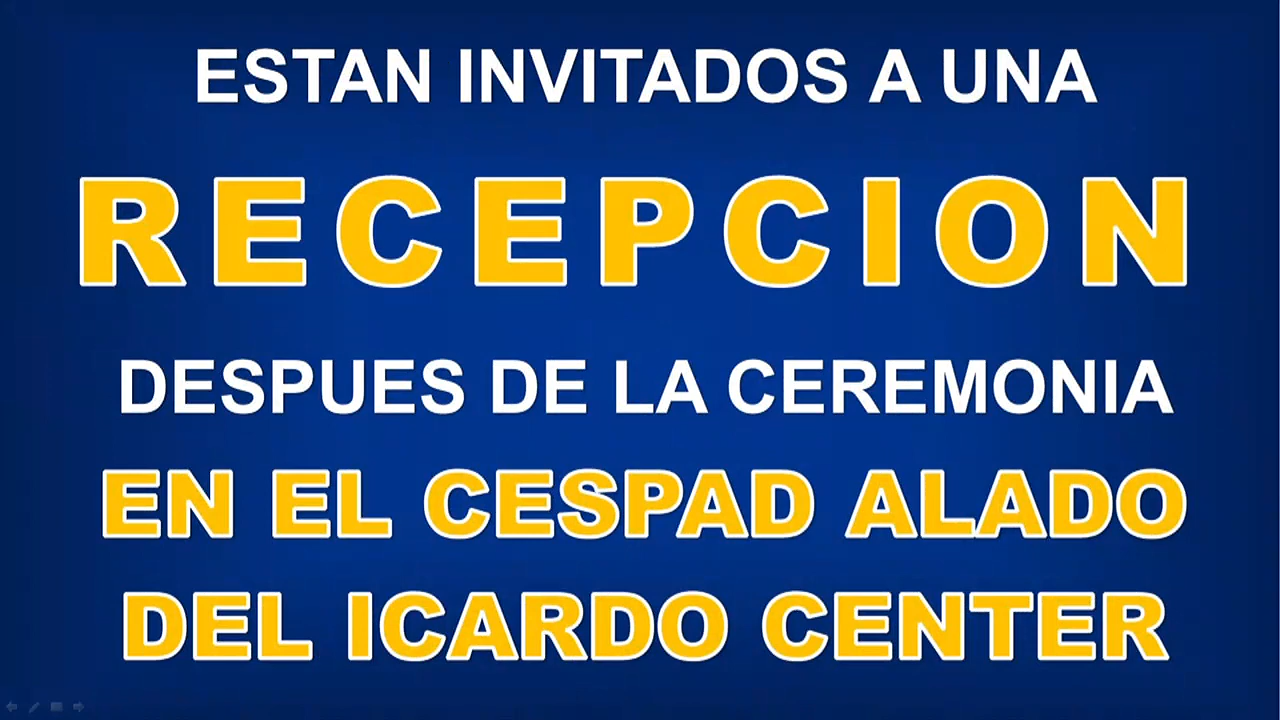 ESTAN INVITADOS A UNA
RECEPCION
DESPUES DE LA CEREMONIA
EN EL CESPAD ALADO
DEL ICARDO CENTER